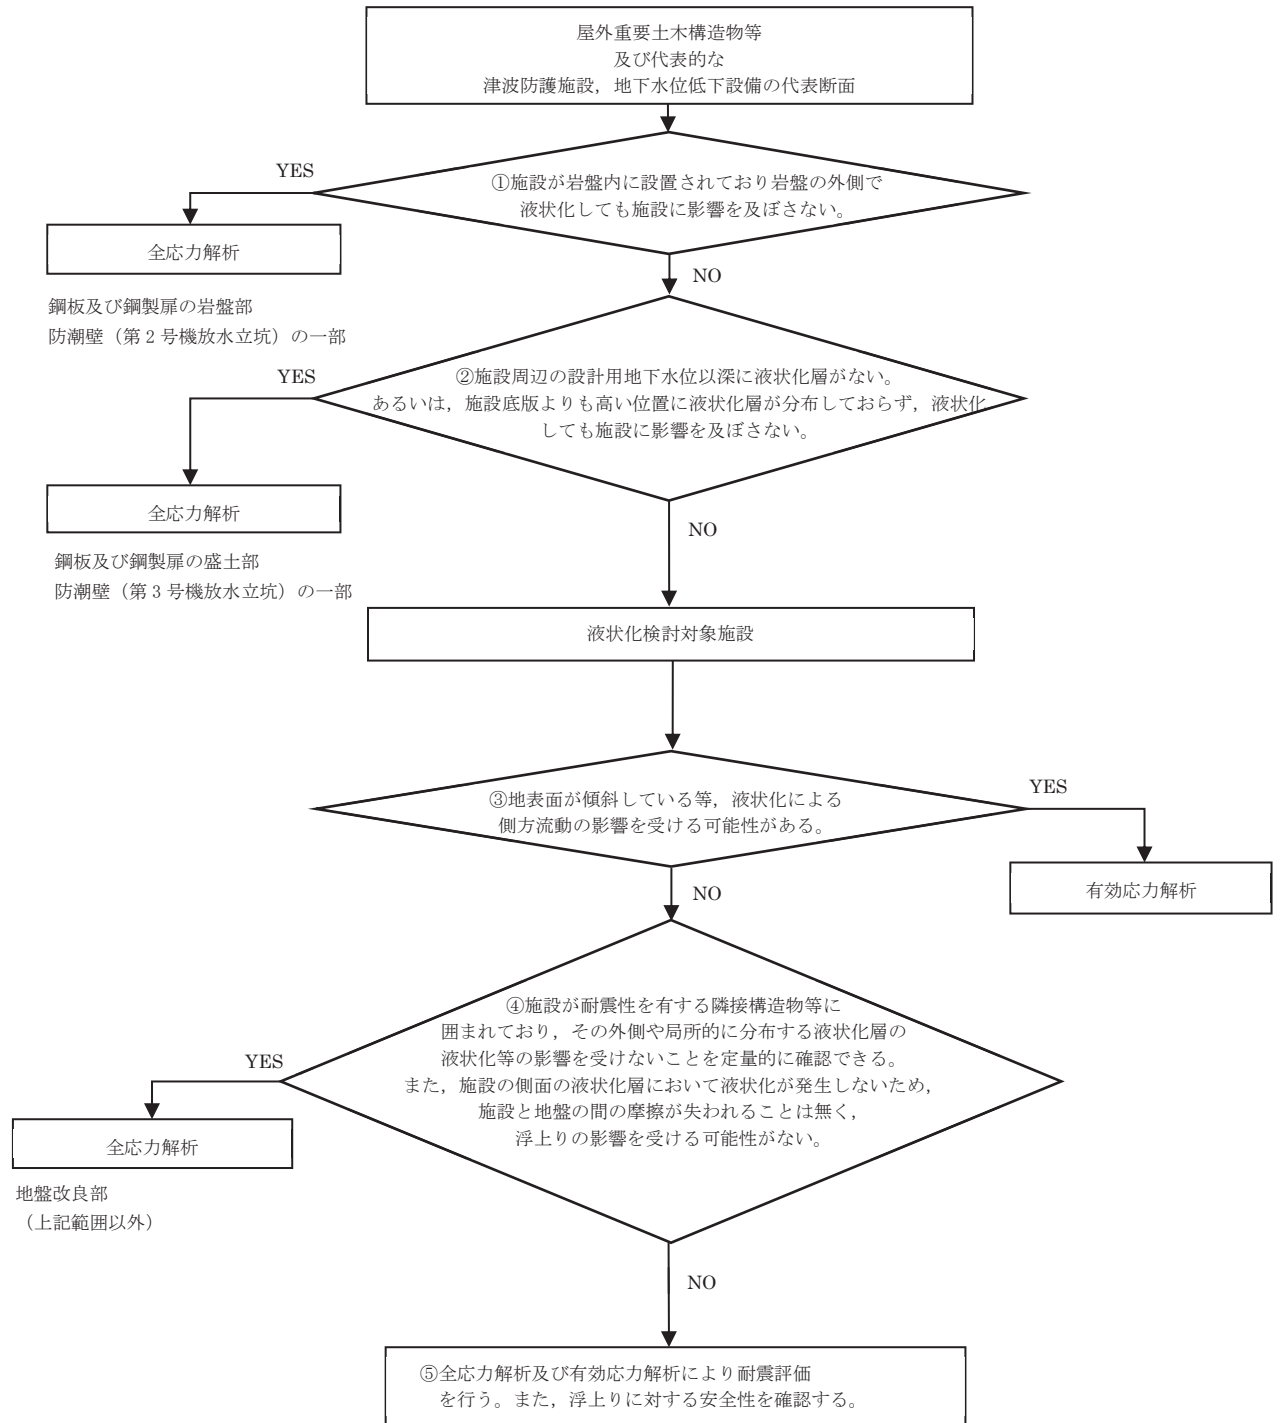 屋外重要土木構造物等
及び代表的な
津波防護施設，地下水位低下設備の代表断面
YES
①施設が岩盤内に設置されており岩盤の外側で
液状化しても施設に影響を及ぼさない。
全応力解析
NO
鋼板及び鋼製扉の岩盤部
防潮壁（第２号機放水立坑）の一部
YES
②施設周辺の設計用地下水位以深に液状化層がない。
あるいは，施設底版よりも高い位置に液状化層が分布しておらず，液状化
しても施設に影響を及ぼさない。
全応力解析
NO
鋼板及び鋼製扉の盛土部
防潮壁（第３号機放水立坑）の一部
液状化検討対象施設
③地表面が傾斜している等，液状化による
側方流動の影響を受ける可能性がある。
YES
有効応力解析
NO
④施設が耐震性を有する隣接構造物等に
囲まれており，その外側や局所的に分布する液状化層の
液状化等の影響を受けないことを定量的に確認できる。
また，施設の側面の液状化層において液状化が発生しないため，
施設と地盤の間の摩擦が失われることは無く，
浮上りの影響を受ける可能性がない。
YES
全応力解析
地盤改良部
（上記範囲以外）
NO
⑤全応力解析及び有効応力解析により耐震評価
を行う。また，浮上りに対する安全性を確認する。